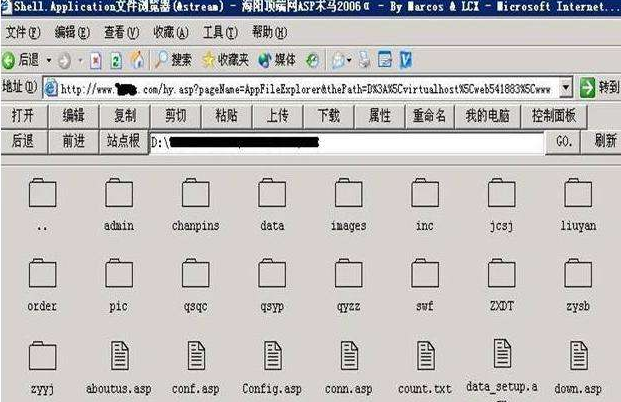 Shell.Application文件浏览器(&stream) - 海阳顶端网ASP木马2006α - By Marcos & LCX - Microsoft Internet...
文件(F) 编辑(E) 查看(V) 收藏(A) 工具(T) 帮助(H)
后退 搜索 收藏夹 媒体
地址(D) http://www. .com/hy.asp?pageName=AppFileExplorer&thePath=D%3A%5Cvirtualhost%5Cweb541883%5Cwww 转到
打开 编辑 复制 剪切 粘贴 上传 下载 属性 重命名 我的电脑 控制面板
后退 前进 站点根 D:\ GO. 刷新
.. admin chanpins data images inc jcsj liuyan
order pic qsqc qsyp qyzz swf ZXDT zysb
zyyj aboutus.asp conf.asp Config.asp conn.asp count.txt data_setup.a down.asp